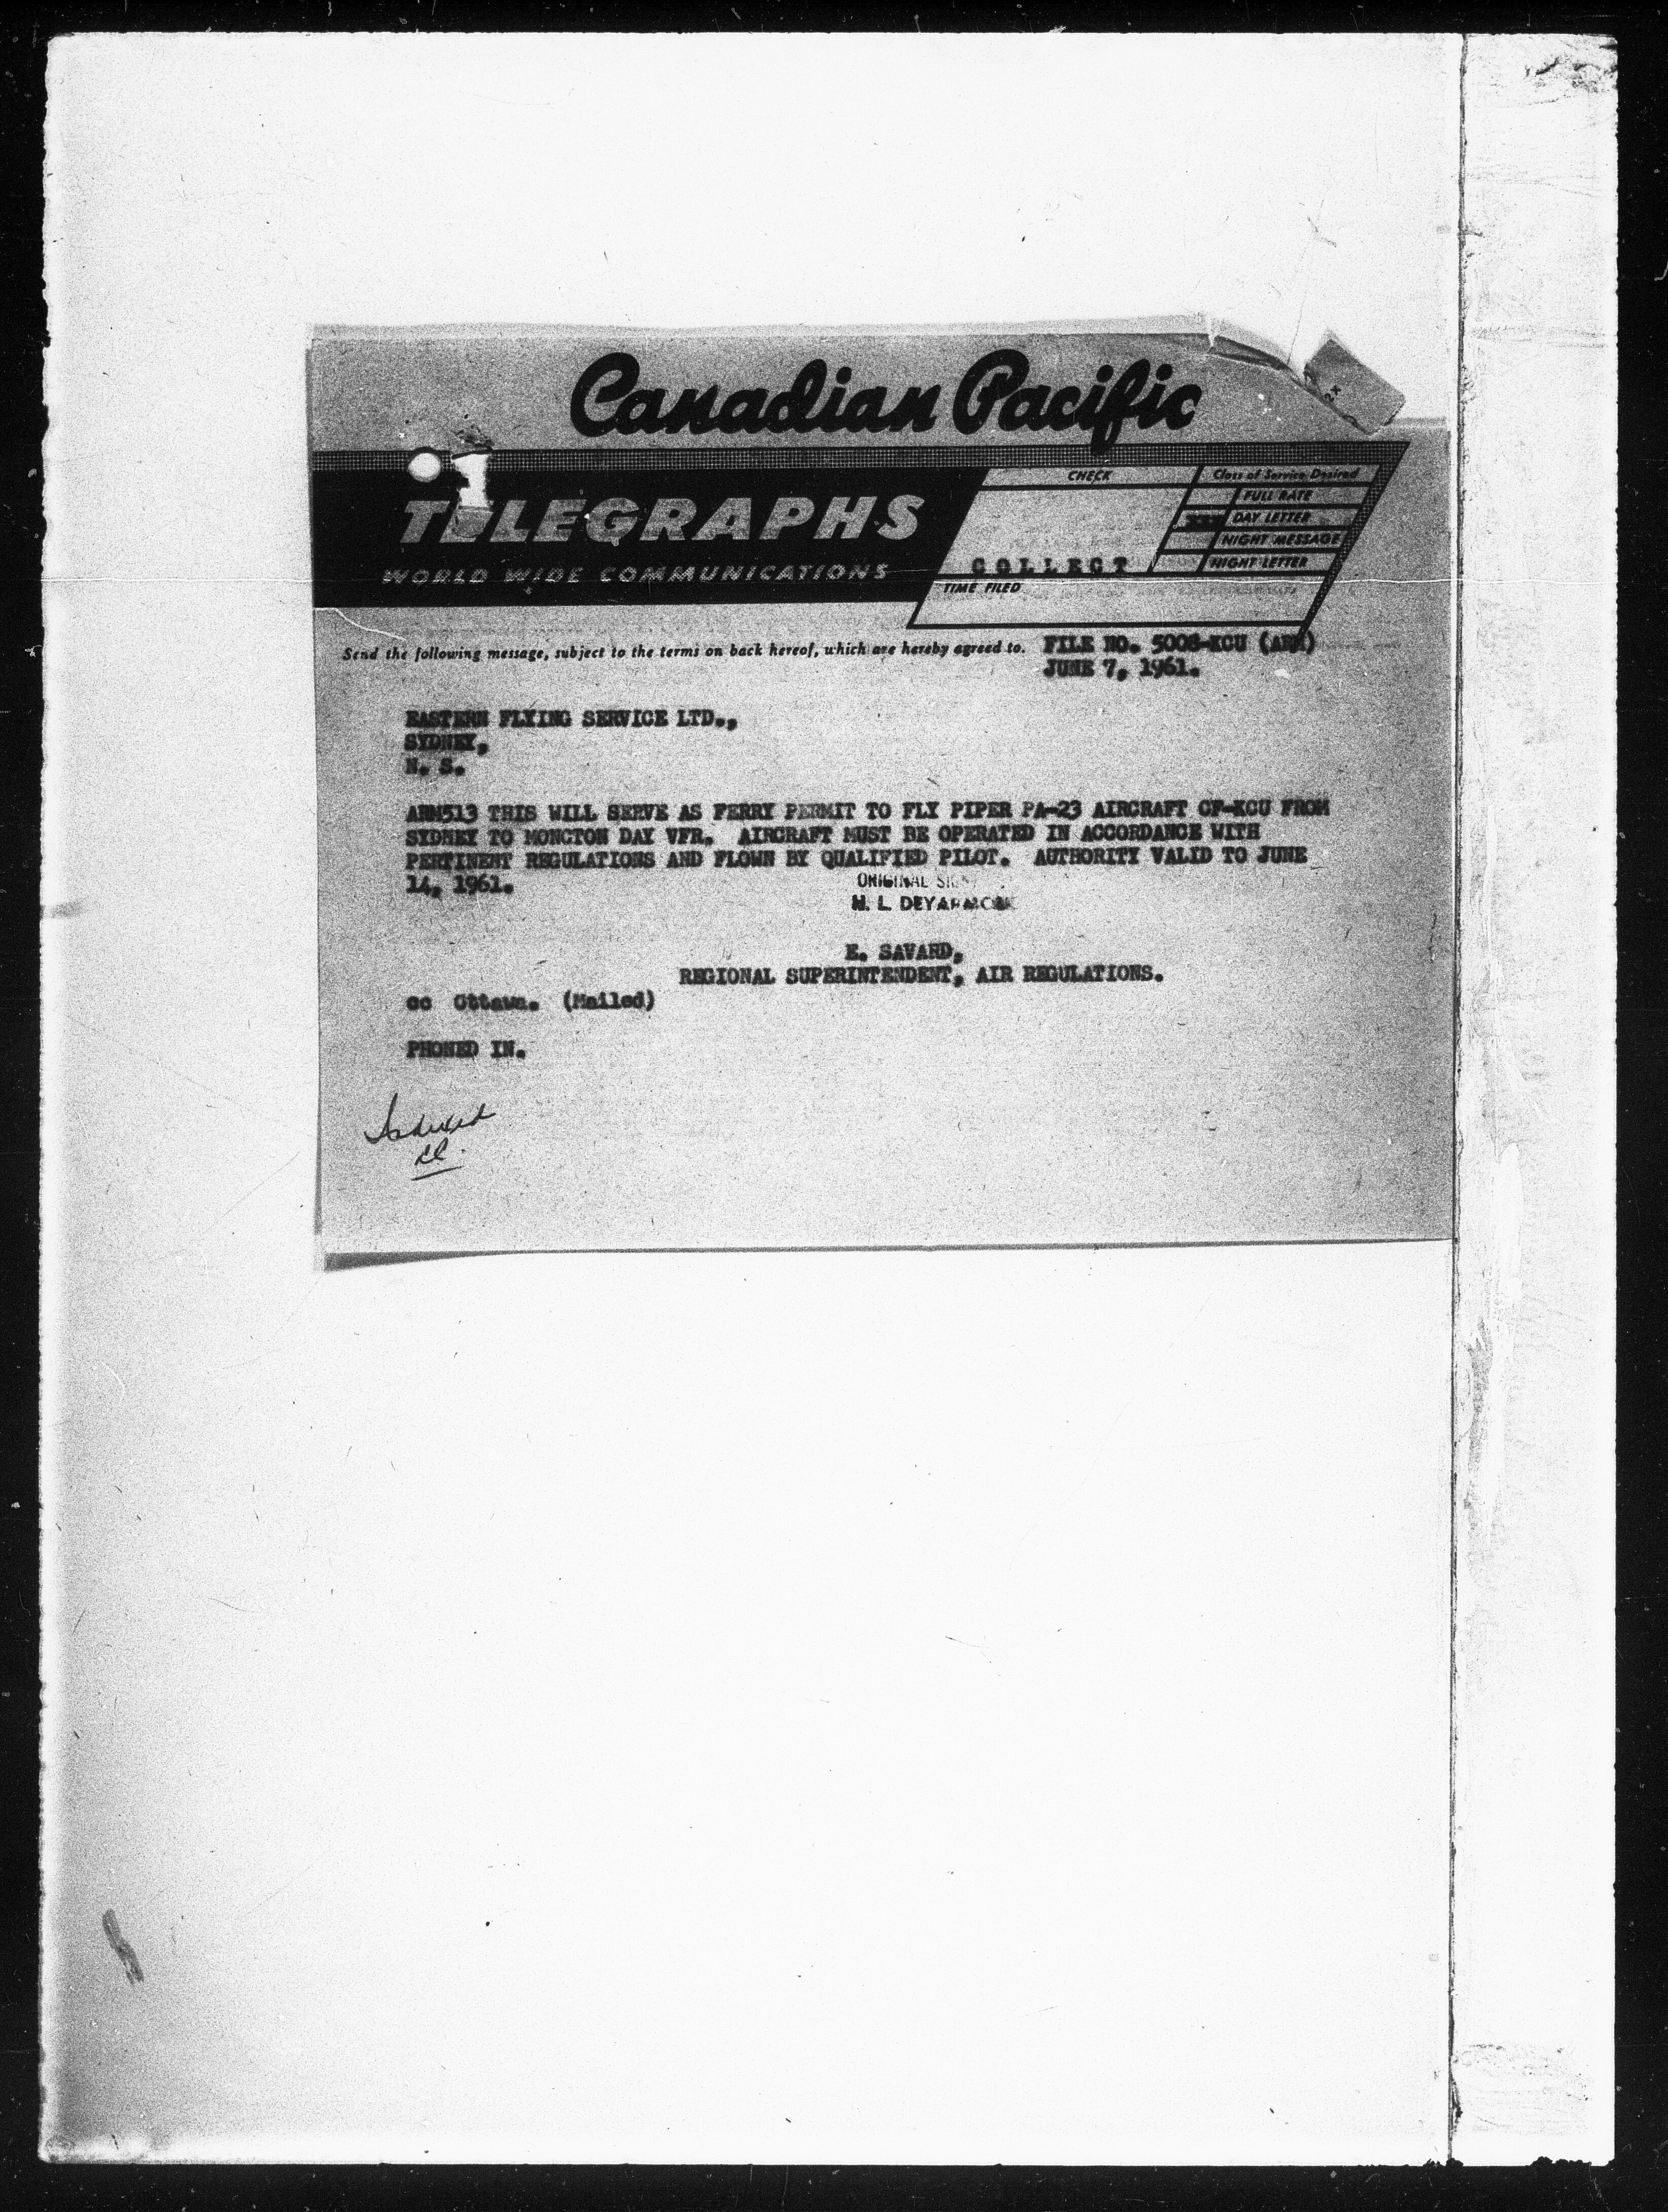 Canadian Pacific
TELEGRAPHS
WORLD WIDE COMMUNICATIONS
CHECK
COLLECT
TIME FILED
Class of Service Desired
FULL RATE
XXX DAY LETTER
NIGHT MESSAGE
NIGHT LETTER
Send the following message, subject to the terms on back hereof, which are hereby agreed to.
FILE NO. 5008-KCU (ARM)
JUNE 7, 1961.
EASTERN FLYING SERVICE LTD.,
SYDNEY,
N. S.
ARM513 THIS WILL SERVE AS FERRY PERMIT TO FLY PIPER PA-23 AIRCRAFT CF-KCU FROM
SYDNEY TO MONCTON DAY VFR. AIRCRAFT MUST BE OPERATED IN ACCORDANCE WITH
PERTINENT REGULATIONS AND FLOWN BY QUALIFIED PILOT. AUTHORITY VALID TO JUNE
14, 1961.
ORIGINAL
L. DEYARMOND
E. SAVARD,
REGIONAL SUPERINTENDENT, AIR REGULATIONS.
cc Ottawa. (Mailed)
PHONED IN.